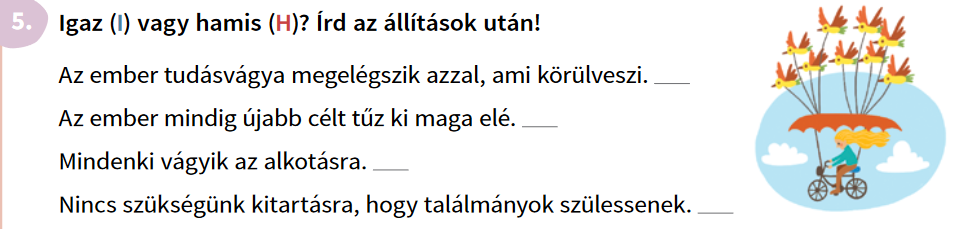 5. Igaz (I) vagy hamis (H)? Írd az állítások után!
Az ember tudásvágya megelégszik azzal, ami körülveszi. ___
Az ember mindig újabb célt tűz ki maga elé. ___
Mindenki vágyik az alkotásra. ___
Nincs szükségünk kitartásra, hogy találmányok szülessenek. ___